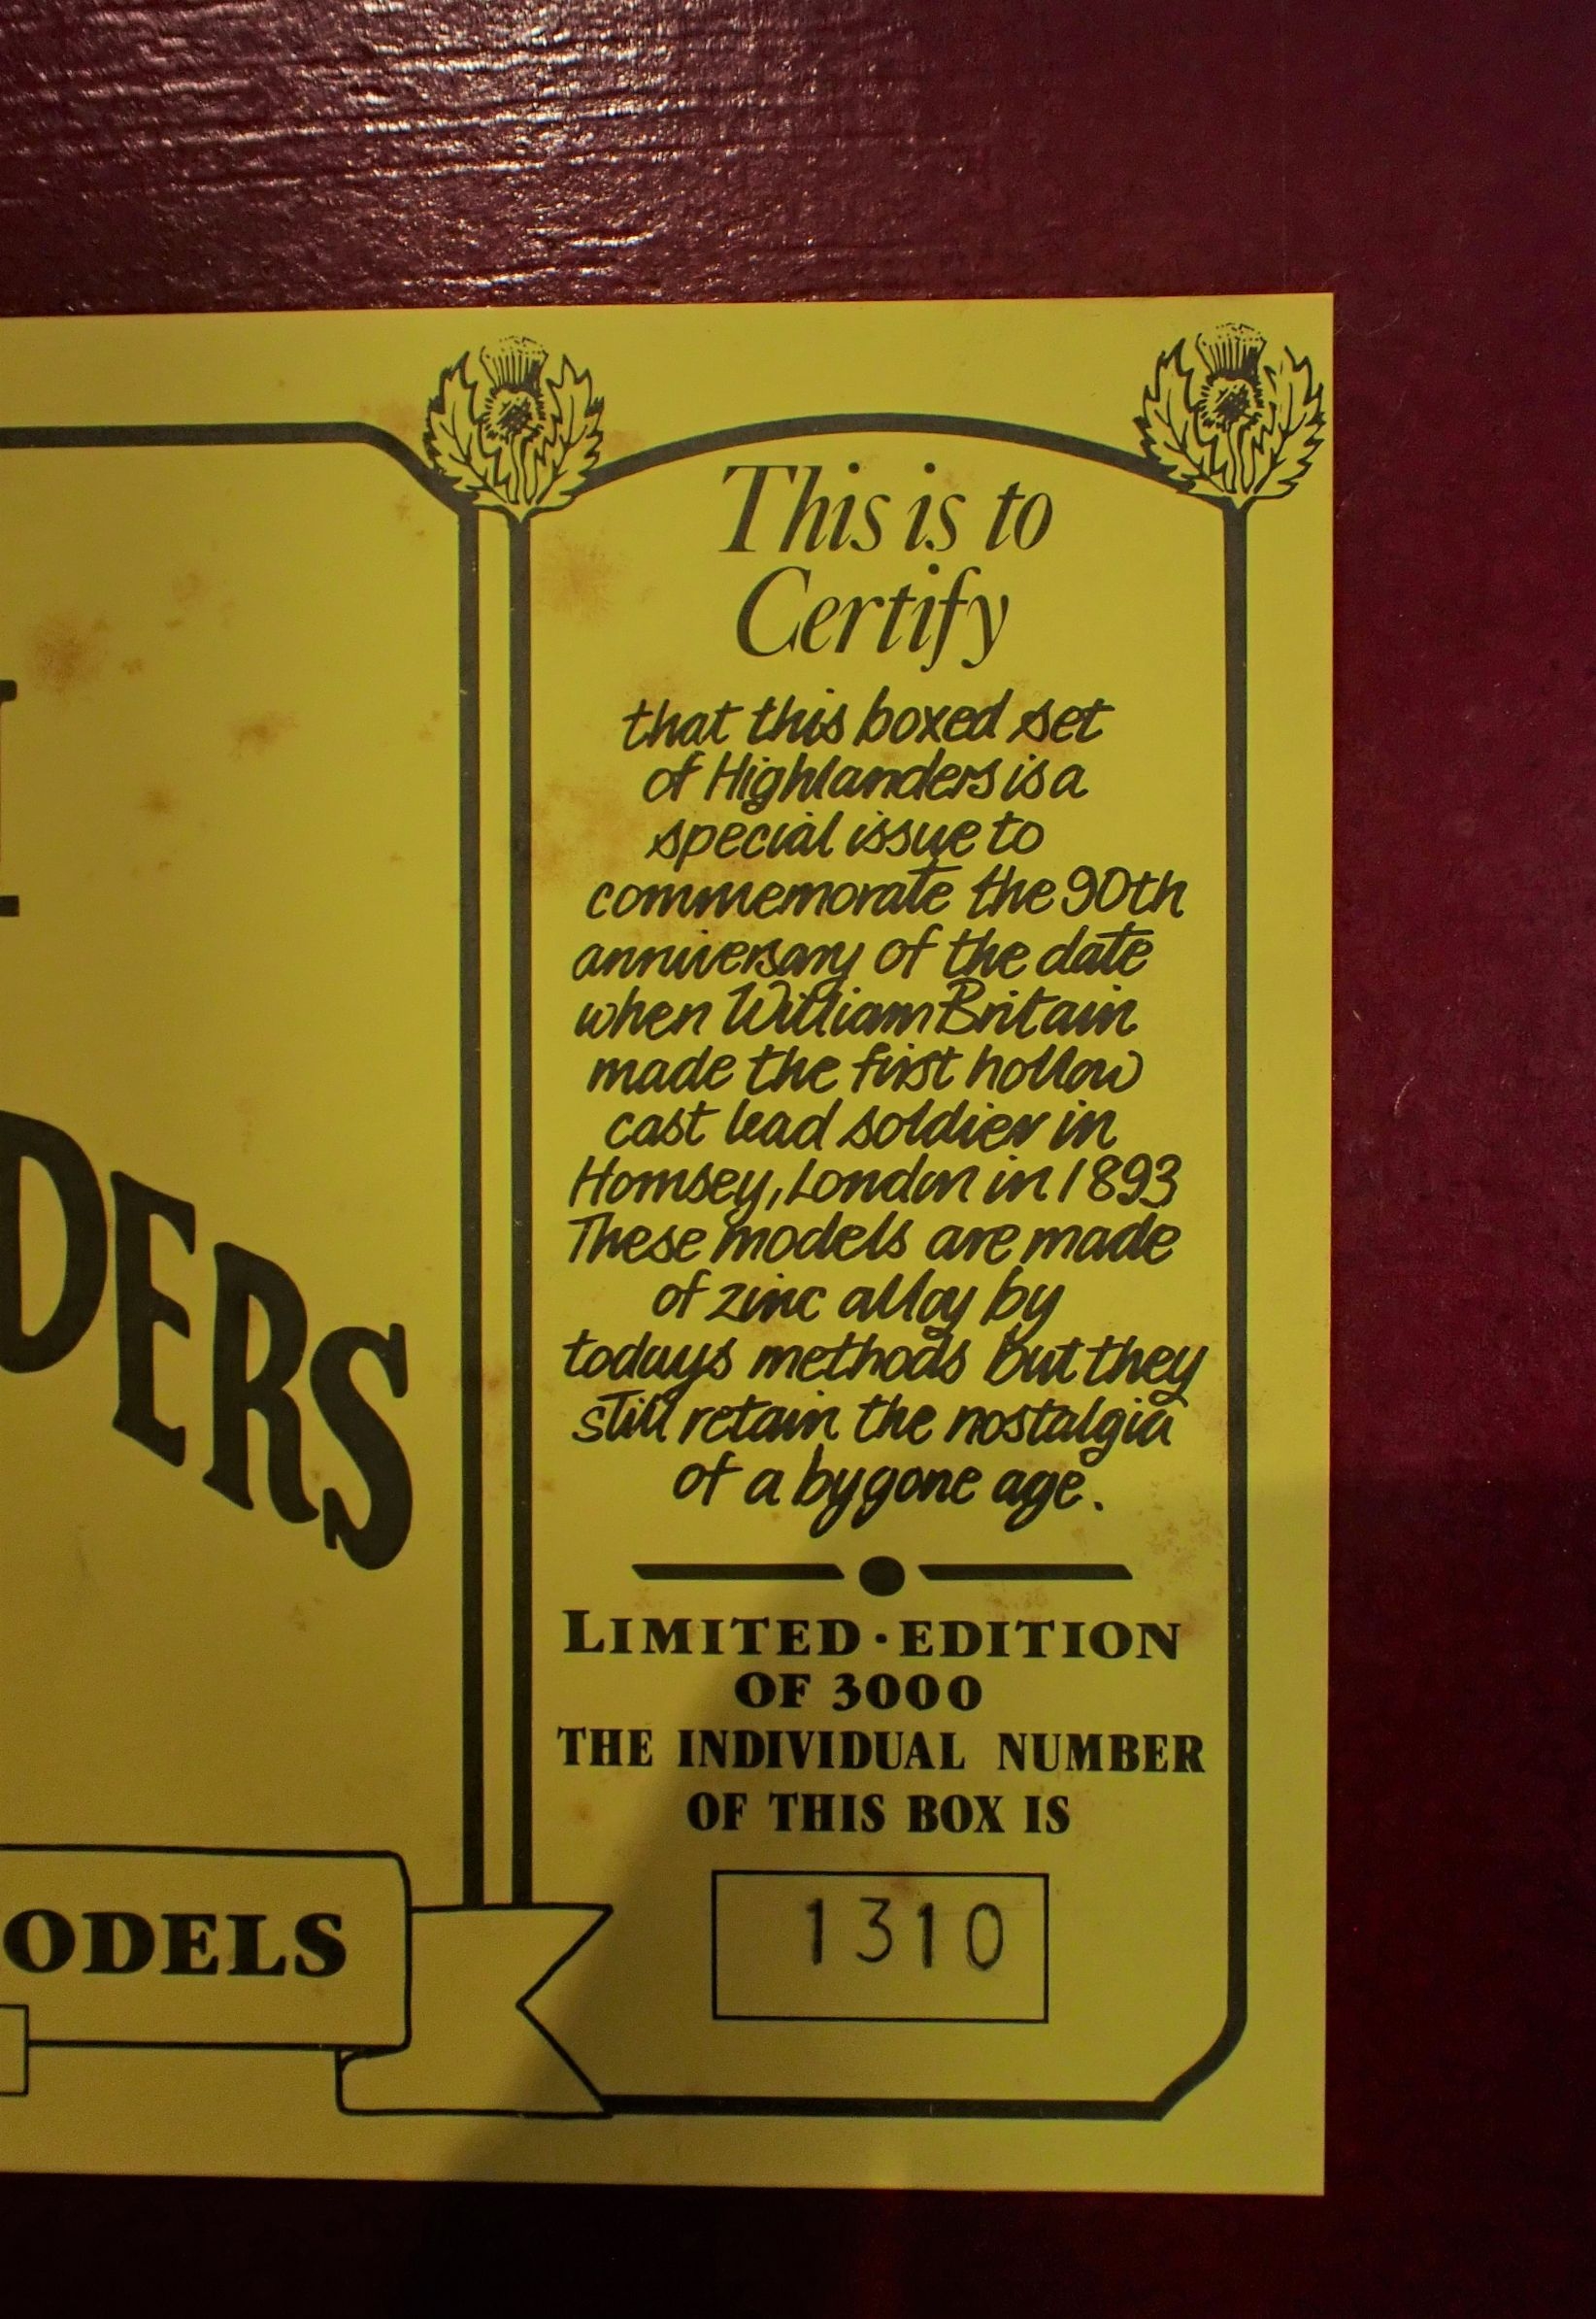 This is to
Certify
that this boxed set
of Highlanders is a
special issue to
commemorate the 90th
anniversary of the date
when William Britain
made the first hollow
cast lead soldier in
Hornsey, London in 1893
These models are made
of zinc alloy by
todays methods but they
still retain the nostalgia
of a bygone age.
LIMITED · EDITION
OF 3000
THE INDIVIDUAL NUMBER
OF THIS BOX IS
1310
DERS
ODELS